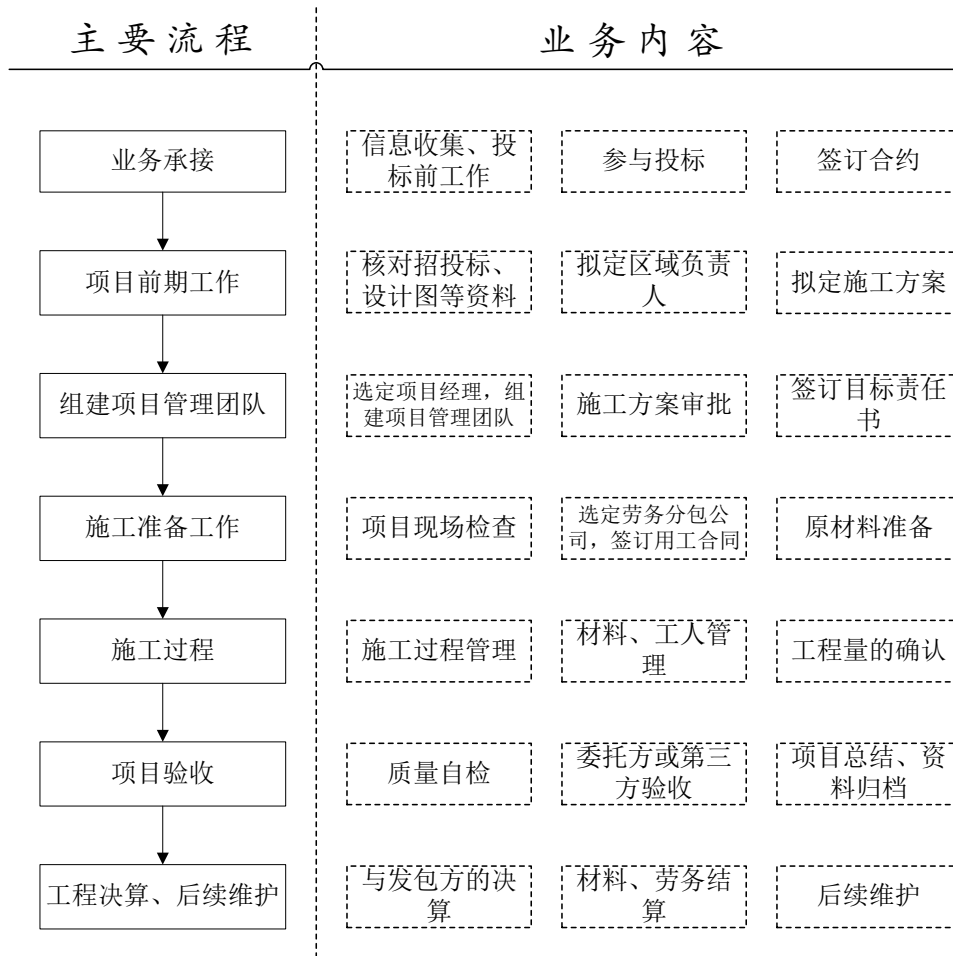 主要流程
业务内容
业务承接
信息收集、投
标前工作
参与投标
签订合约
项目前期工作
核对招投标、
设计图等资料
拟定区域负责
人
拟定施工方案
组建项目管理团队
选定项目经理，组
建项目管理团队
施工方案审批
签订目标责任
书
施工准备工作
项目现场检查
选定劳务分包公
司，签订用工合同
原材料准备
施工过程
施工过程管理
材料、工人管
理
工程量的确认
项目验收
质量自检
委托方或第三
方验收
项目总结、资
料归档
工程决算、后续维护
与发包方的决
算
材料、劳务结
算
后续维护